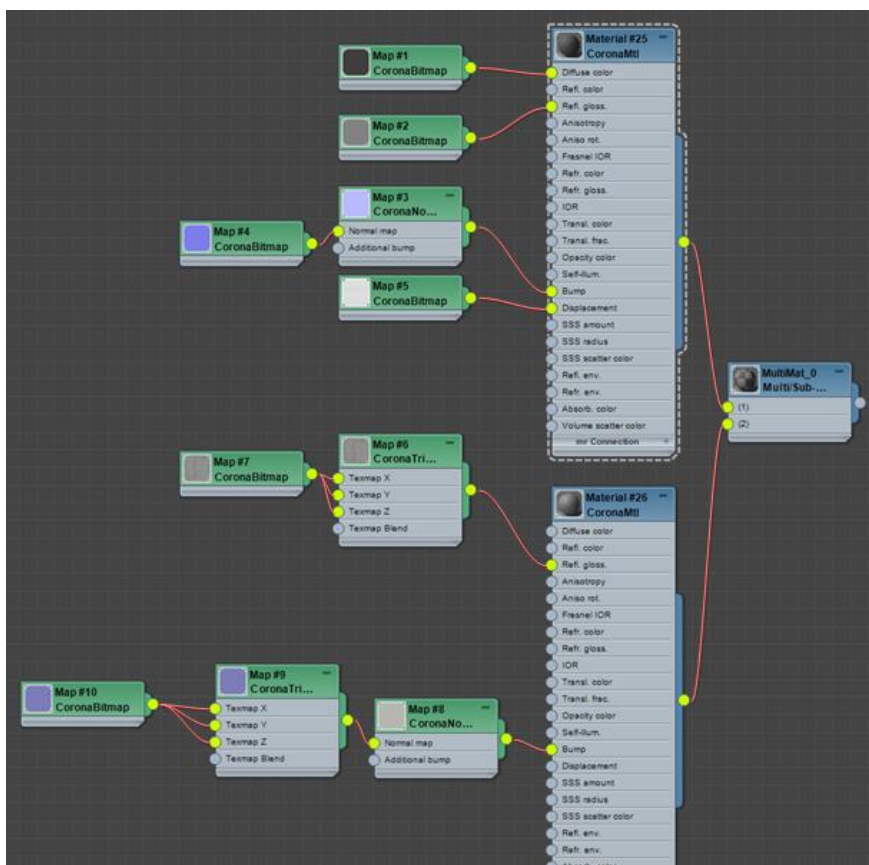 Map #1
CoronaBitmap
Map #2
CoronaBitmap
Map #3
CoronaNo...
Normal map
Additional bump
Map #4
CoronaBitmap
Map #5
CoronaBitmap
Material #25
CoronaMtl
Diffuse color
Refl. color
Refl. gloss.
Anisotropy
Aniso rot.
Fresnel IOR
Refr. color
Refr. gloss.
IOR
Transl. color
Transl. frac.
Opacity color
Self-illum.
Bump
Displacement
SSS amount
SSS radius
SSS scatter color
Refl. env.
Refr. env.
Absorb. color
Volume scatter color
mr Connection
MultiMat_0
Multi/Sub-...
(1)
(2)
Map #6
CoronaTri...
Texmap X
Texmap Y
Texmap Z
Texmap Blend
Map #7
CoronaBitmap
Material #26
CoronaMtl
Diffuse color
Refl. color
Refl. gloss.
Anisotropy
Aniso rot.
Fresnel IOR
Refr. color
Refr. gloss.
IOR
Transl. color
Transl. frac.
Opacity color
Self-illum.
Bump
Displacement
SSS amount
SSS radius
SSS scatter color
Refl. env.
Refr. env.
Map #10
CoronaBitmap
Map #9
CoronaTri...
Texmap X
Texmap Y
Texmap Z
Texmap Blend
Map #8
CoronaNo...
Normal map
Additional bump